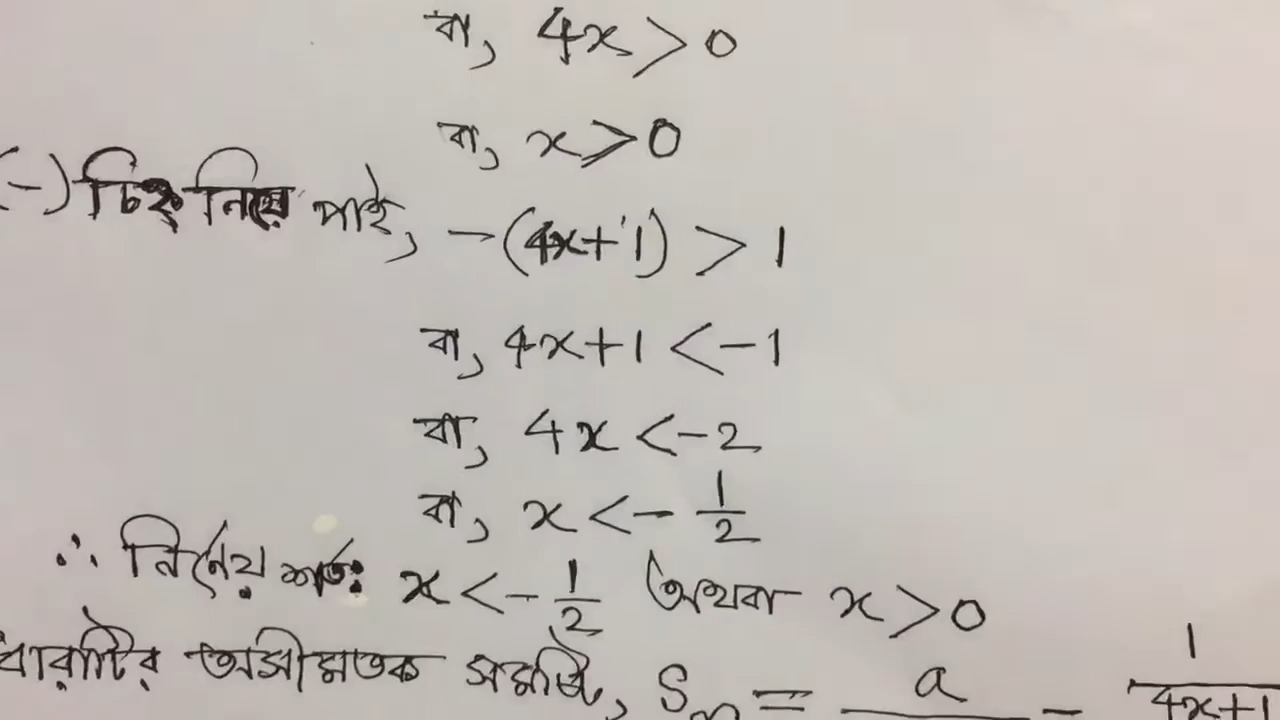 বা, 4x > 0
বা, x > 0
(-) চিহ্ন নিয়ে পাই, -(4x+1) > 1
বা, 4x+1 < -1
বা, 4x < -2
বা, x < - 1/2
∴ নির্নেয় শর্ত: x < - 1/2 অথবা x > 0
ধারাটির অসীমতক সমষ্টি, S∞ = a 1/4x+1